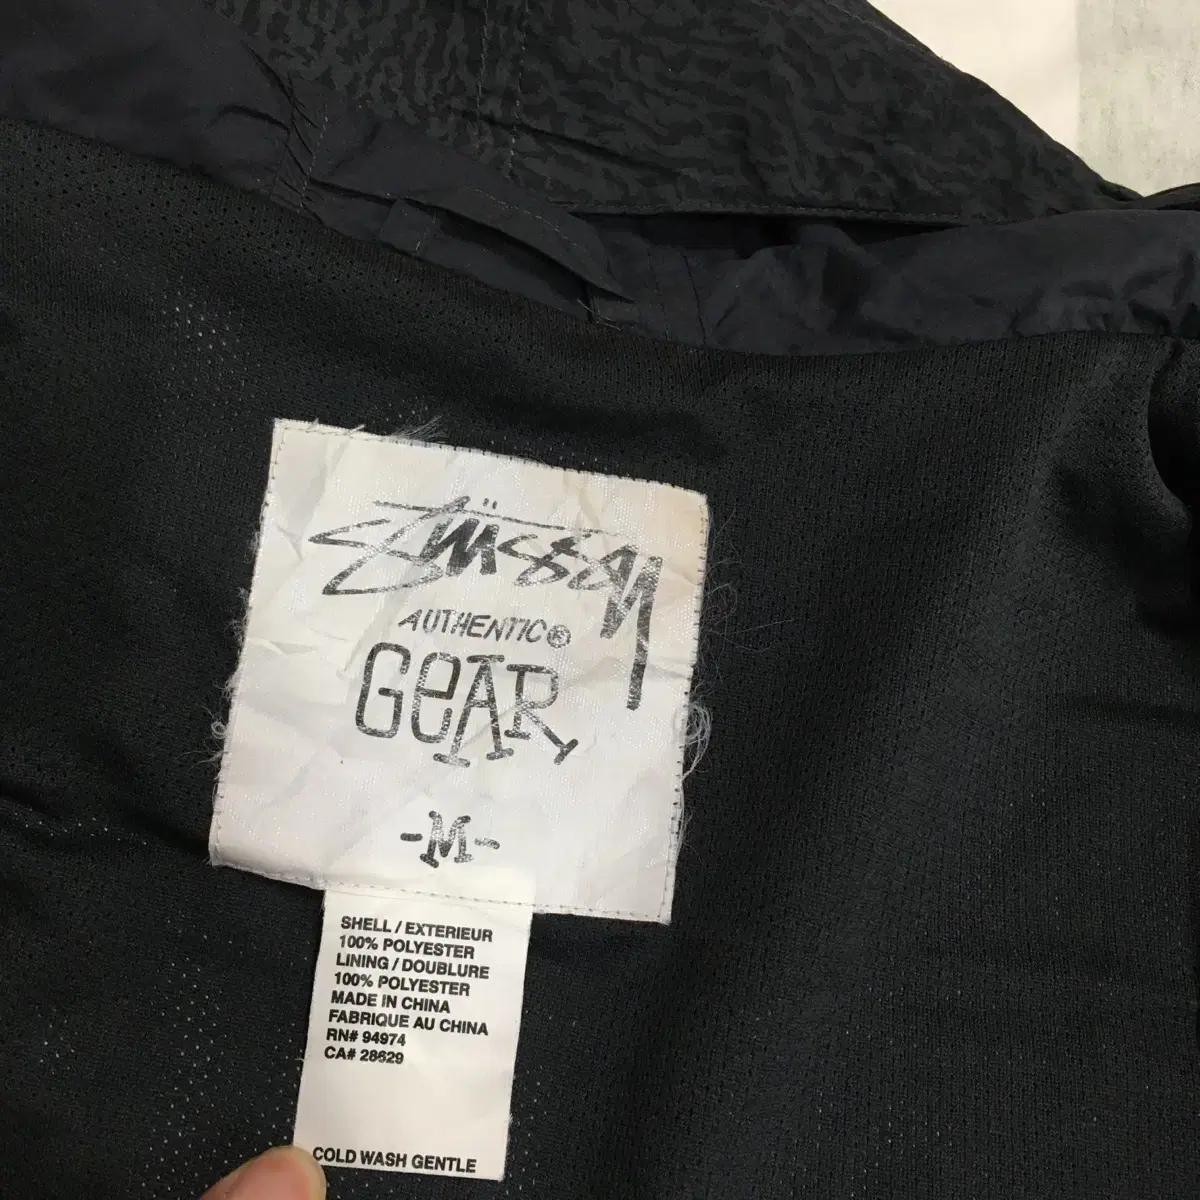 Stüssy
AUTHENTIC®
GEAR
-M-
SHELL / EXTERIEUR
100% POLYESTER
LINING / DOUBLURE
100% POLYESTER
MADE IN CHINA
FABRIQUE AU CHINA
RN# 94974
CA# 28629
COLD WASH GENTLE